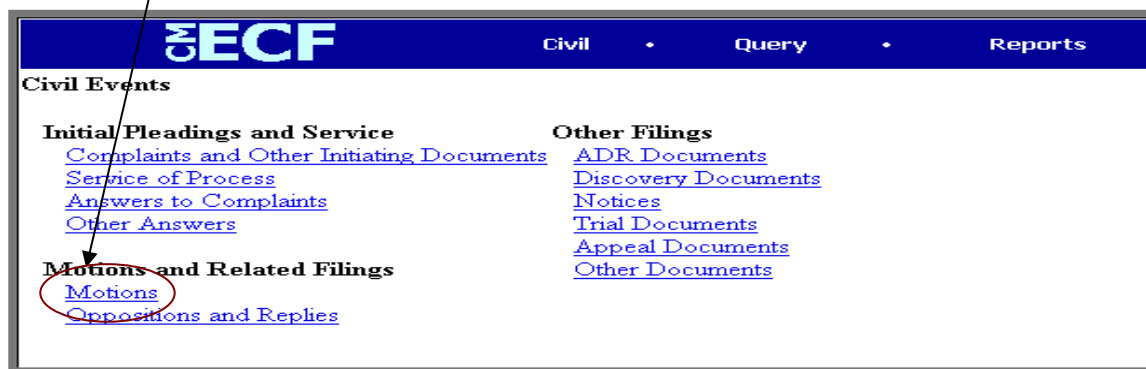 CM ECF Civil • Query • Reports
Civil Events
Initial Pleadings and Service
Complaints and Other Initiating Documents
Service of Process
Answers to Complaints
Other Answers
Motions and Related Filings
Motions
Oppositions and Replies
Other Filings
ADR Documents
Discovery Documents
Notices
Trial Documents
Appeal Documents
Other Documents